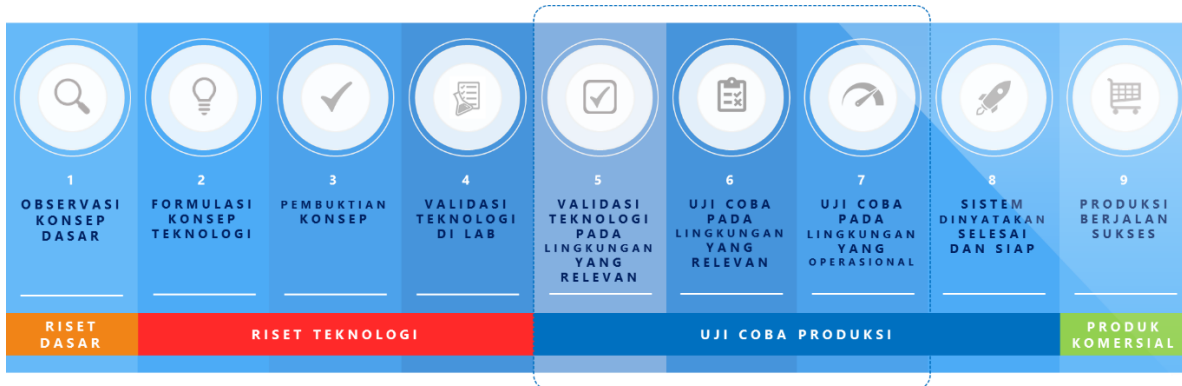 1
OBSERVASI
KONSEP
DASAR
2
FORMULASI
KONSEP
TEKNOLOGI
3
PEMBUKTIAN
KONSEP
4
VALIDASI
TEKNOLOGI
DI LAB
5
VALIDASI
TEKNOLOGI
PADA
LINGKUNGAN
YANG
RELEVAN
6
UJI COBA
PADA
LINGKUNGAN
YANG
RELEVAN
7
UJI COBA
PADA
LINGKUNGAN
YANG
OPERASIONAL
8
SISTEM
DINYATAKAN
SELESAI
DAN SIAP
9
PRODUKSI
BERJALAN
SUKSES
RISET
DASAR
RISET TEKNOLOGI
UJI COBA PRODUKSI
PRODUK
KOMERSIAL